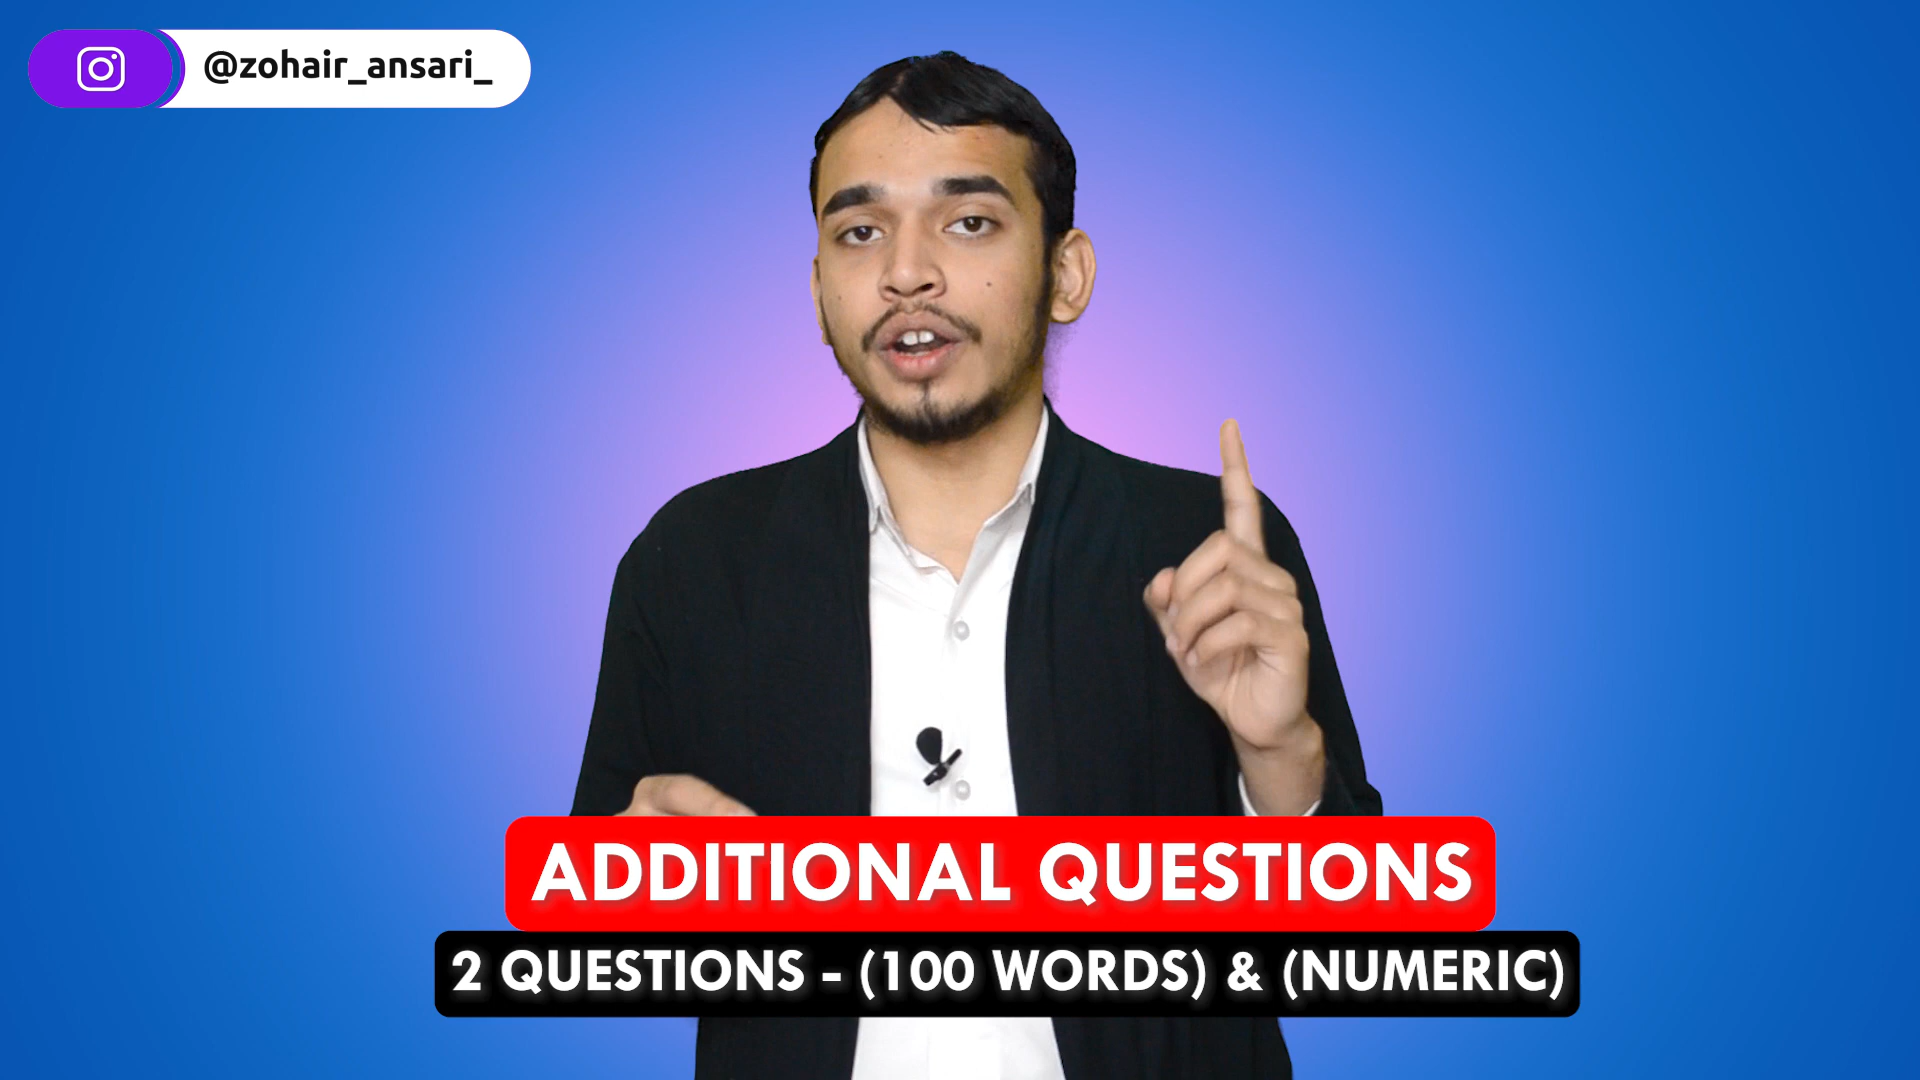 @zohair_ansari_
ADDITIONAL QUESTIONS
2 QUESTIONS - (100 WORDS) & (NUMERIC)